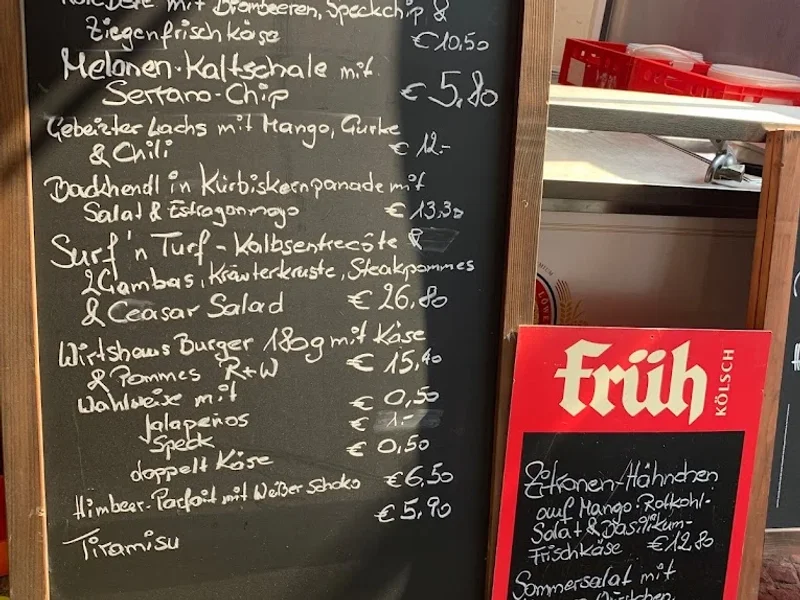 mit Brombeeren, Speckchip &
Ziegenfrischkäse €10,50
Melonen-Kaltschale mit
Serrano-Chip € 5,80
Gebeizter Lachs mit Mango, Gurke
& Chili € 12.-
Backhendl in Kürbiskernpanade mit
Salat & Estragonmayo € 13,30
Surf'n Turf - Kalbsentrecôte &
2 Gambas, Kräuterkruste, Steakpommes
& Ceasar Salad € 26,80
Wirtshaus Burger 180g mit Käse
& Pommes R+W € 15,40
Wahlweise mit
Jalapeños € 0,50
Speck € 1.-
doppelt Käse € 0,50
Himbeer-Parfait mit Weißer Schoko €6,50
Tiramisu €5,90
früh
KÖLSCH
Zitronen-Hähnchen
auf Mango-Rotkohl-
Salat & Basilikum-
Frischkäse €12,80
Sommersalat mit